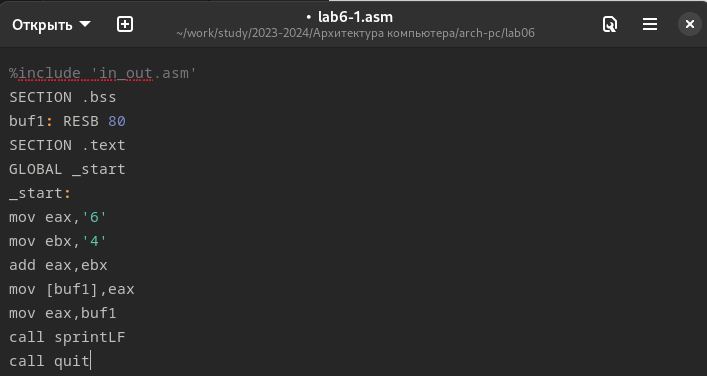 Открыть
• lab6-1.asm
~/work/study/2023-2024/Архитектура компьютера/arch-pc/lab06
%include 'in_out.asm'
SECTION .bss
buf1: RESB 80
SECTION .text
GLOBAL _start
_start:
mov eax,'6'
mov ebx,'4'
add eax,ebx
mov [buf1],eax
mov eax,buf1
call sprintLF
call quit